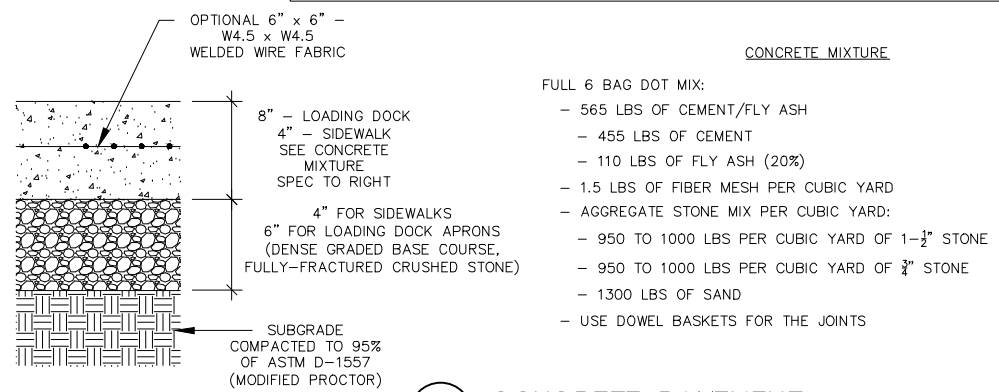 OPTIONAL 6" x 6" –
W4.5 x W4.5
WELDED WIRE FABRIC
8" – LOADING DOCK
4" – SIDEWALK
SEE CONCRETE
MIXTURE
SPEC TO RIGHT
4" FOR SIDEWALKS
6" FOR LOADING DOCK APRONS
(DENSE GRADED BASE COURSE,
FULLY-FRACTURED CRUSHED STONE)
SUBGRADE
COMPACTED TO 95%
OF ASTM D-1557
(MODIFIED PROCTOR)
CONCRETE MIXTURE
FULL 6 BAG DOT MIX:
– 565 LBS OF CEMENT/FLY ASH
– 455 LBS OF CEMENT
– 110 LBS OF FLY ASH (20%)
– 1.5 LBS OF FIBER MESH PER CUBIC YARD
– AGGREGATE STONE MIX PER CUBIC YARD:
– 950 TO 1000 LBS PER CUBIC YARD OF 1-1/2" STONE
– 950 TO 1000 LBS PER CUBIC YARD OF 3/4" STONE
– 1300 LBS OF SAND
– USE DOWEL BASKETS FOR THE JOINTS